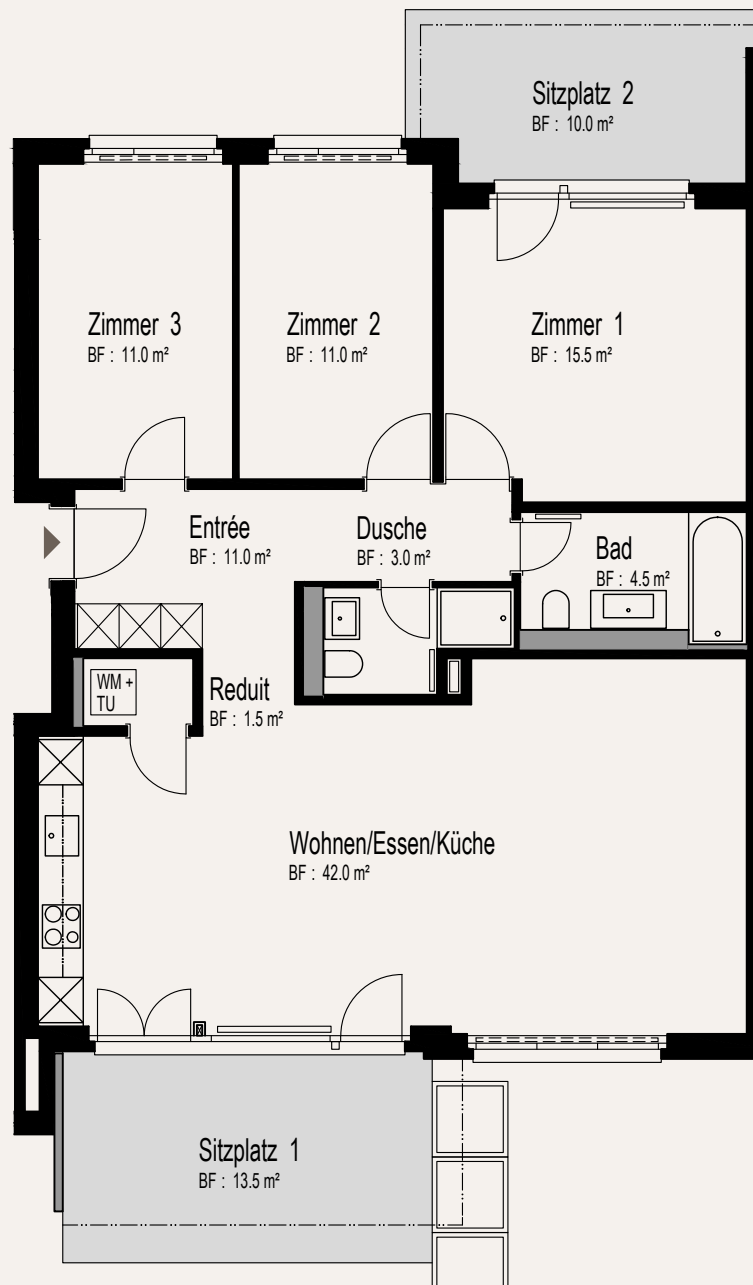 Sitzplatz 2
BF : 10.0 m²
Zimmer 3
BF : 11.0 m²
Zimmer 2
BF : 11.0 m²
Zimmer 1
BF : 15.5 m²
Entrée
BF : 11.0 m²
Dusche
BF : 3.0 m²
Bad
BF : 4.5 m²
WM +
TU
Reduit
BF : 1.5 m²
Wohnen/Essen/Küche
BF : 42.0 m²
Sitzplatz 1
BF : 13.5 m²